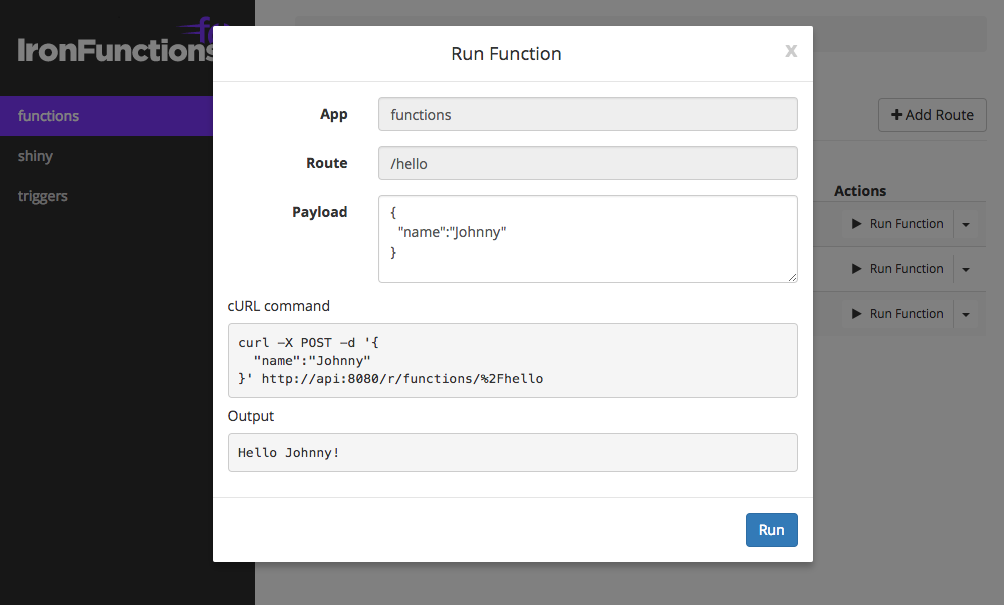 IronFunctions
functions
shiny
triggers
Run Function
x
App
functions
Route
/hello
Payload
{
"name":"Johnny"
}
cURL command
curl –X POST –d '{
"name":"Johnny"
}' http://api:8080/r/functions/%2Fhello
Output
Hello Johnny!
Run
Add Route
Actions
Run Function
Run Function
Run Function